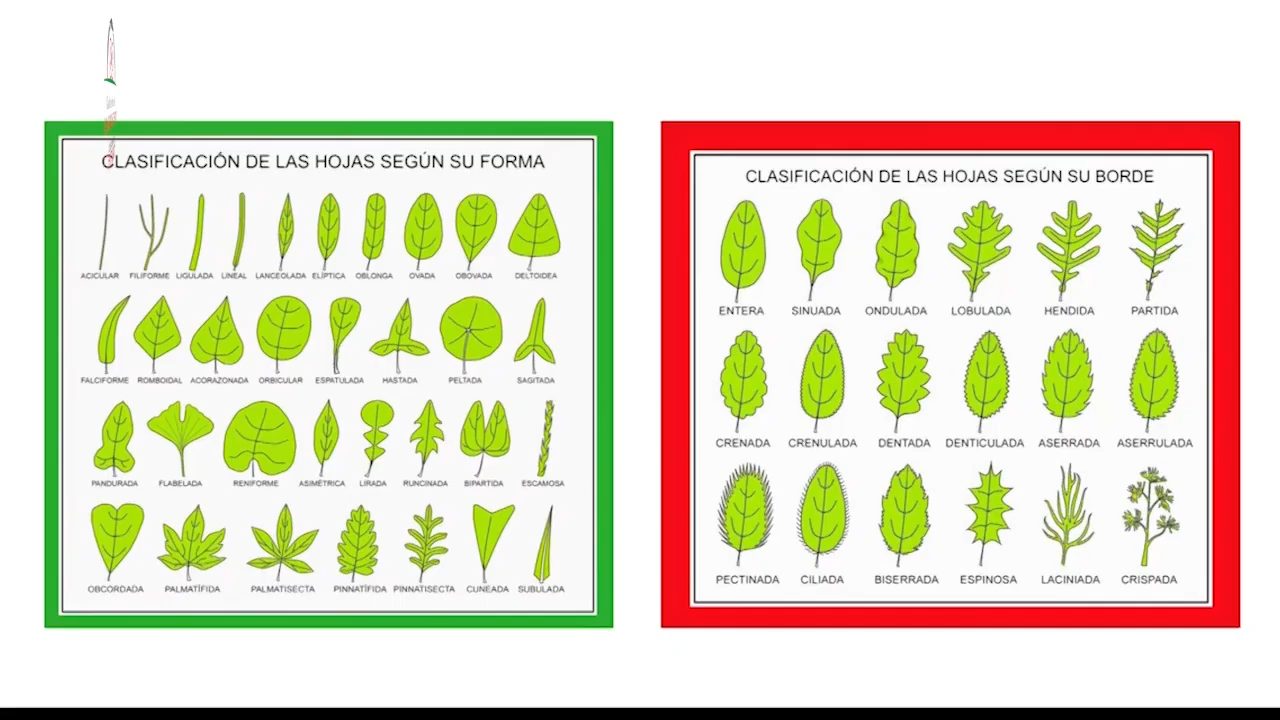 CLASIFICACIÓN DE LAS HOJAS SEGÚN SU FORMA
ACICULAR FILIFORME LIGULADA LINEAL LANCEOLADA ELÍPTICA OBLONGA OVADA OBOVADA DELTOIDEA
FALCIFORME ROMBOIDAL ACORAZONADA ORBICULAR ESPATULADA HASTADA PELTADA SAGITADA
PANDURADA FLABELADA RENIFORME ASIMÉTRICA LIRADA RUNCINADA BIPARTIDA ESCAMOSA
OBCORDADA PALMATÍFIDA PALMATISECTA PINNATÍFIDA PINNATISECTA CUNEADA SUBULADA
CLASIFICACIÓN DE LAS HOJAS SEGÚN SU BORDE
ENTERA SINUADA ONDULADA LOBULADA HENDIDA PARTIDA
CRENADA CRENULADA DENTADA DENTICULADA ASERRADA ASERRULADA
PECTINADA CILIADA BISERRADA ESPINOSA LACINIADA CRISPADA